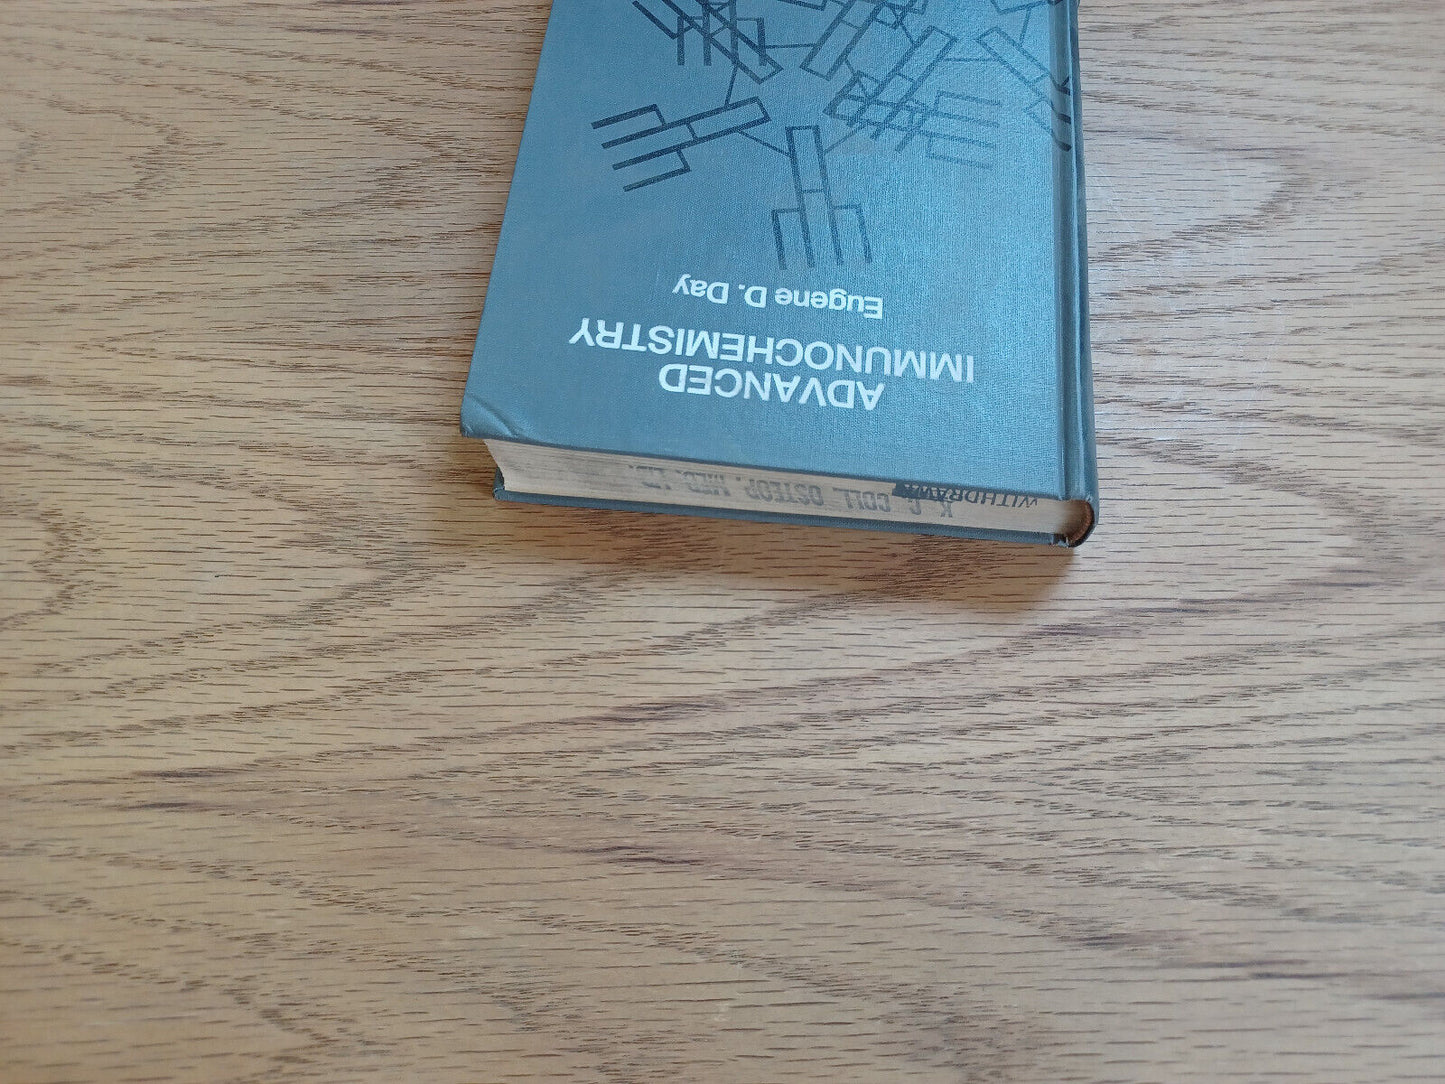 ADVANCED
IMMUNOCHEMISTRY
Eugene D. Day
WITHDRAWN
K C COLL. OSTEOP. MED. LIB.